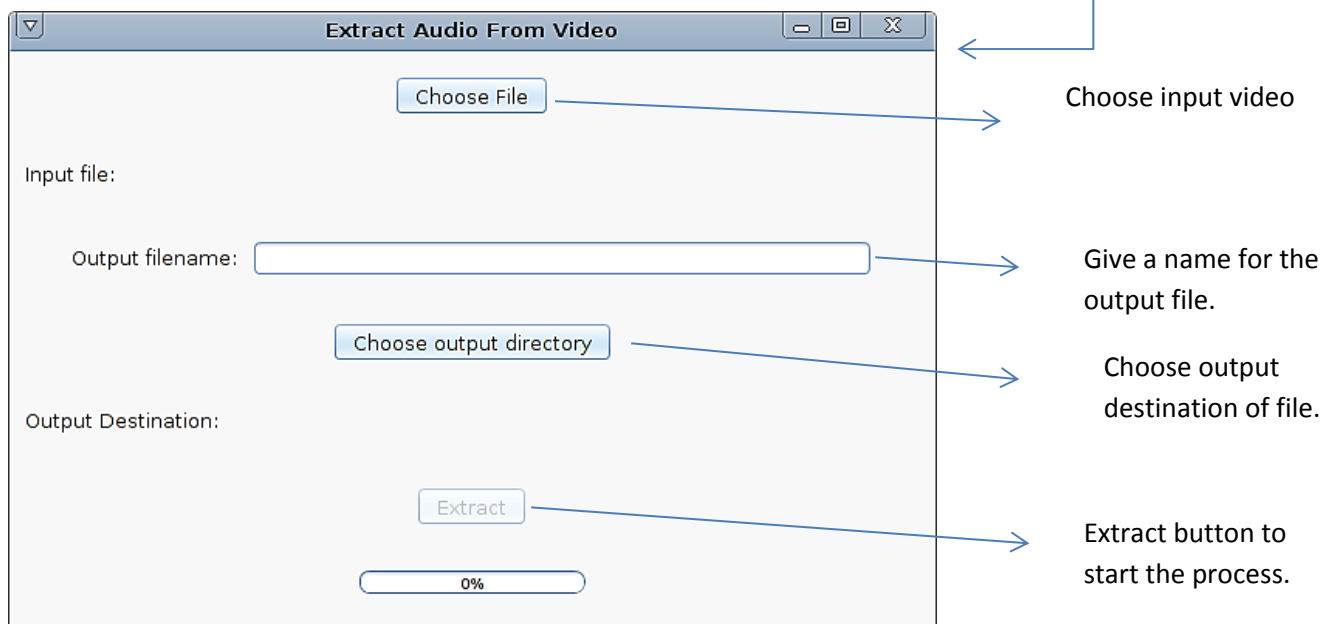 Extract Audio From Video
Choose File
Choose input video
Input file:
Output filename:
Give a name for the
output file.
Choose output directory
Choose output
destination of file.
Output Destination:
Extract
Extract button to
start the process.
0%